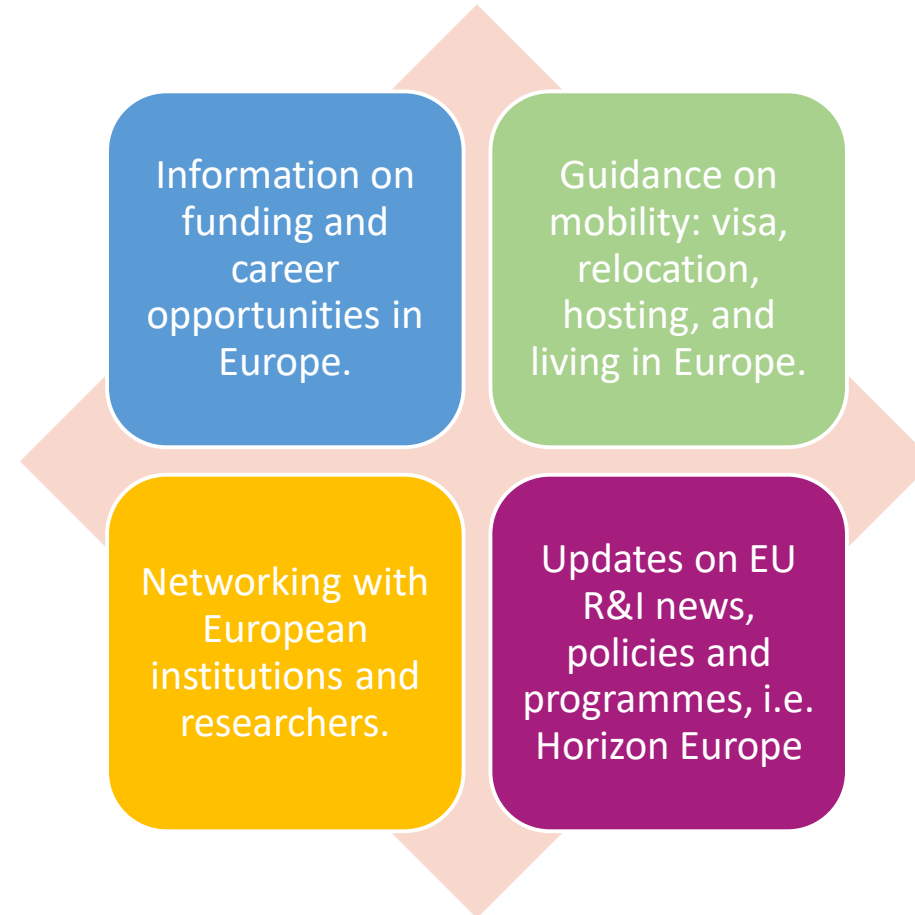 Information on
funding and
career
opportunities in
Europe.
Guidance on
mobility: visa,
relocation,
hosting, and
living in Europe.
Networking with
European
institutions and
researchers.
Updates on EU
R&I news,
policies and
programmes, i.e.
Horizon Europe